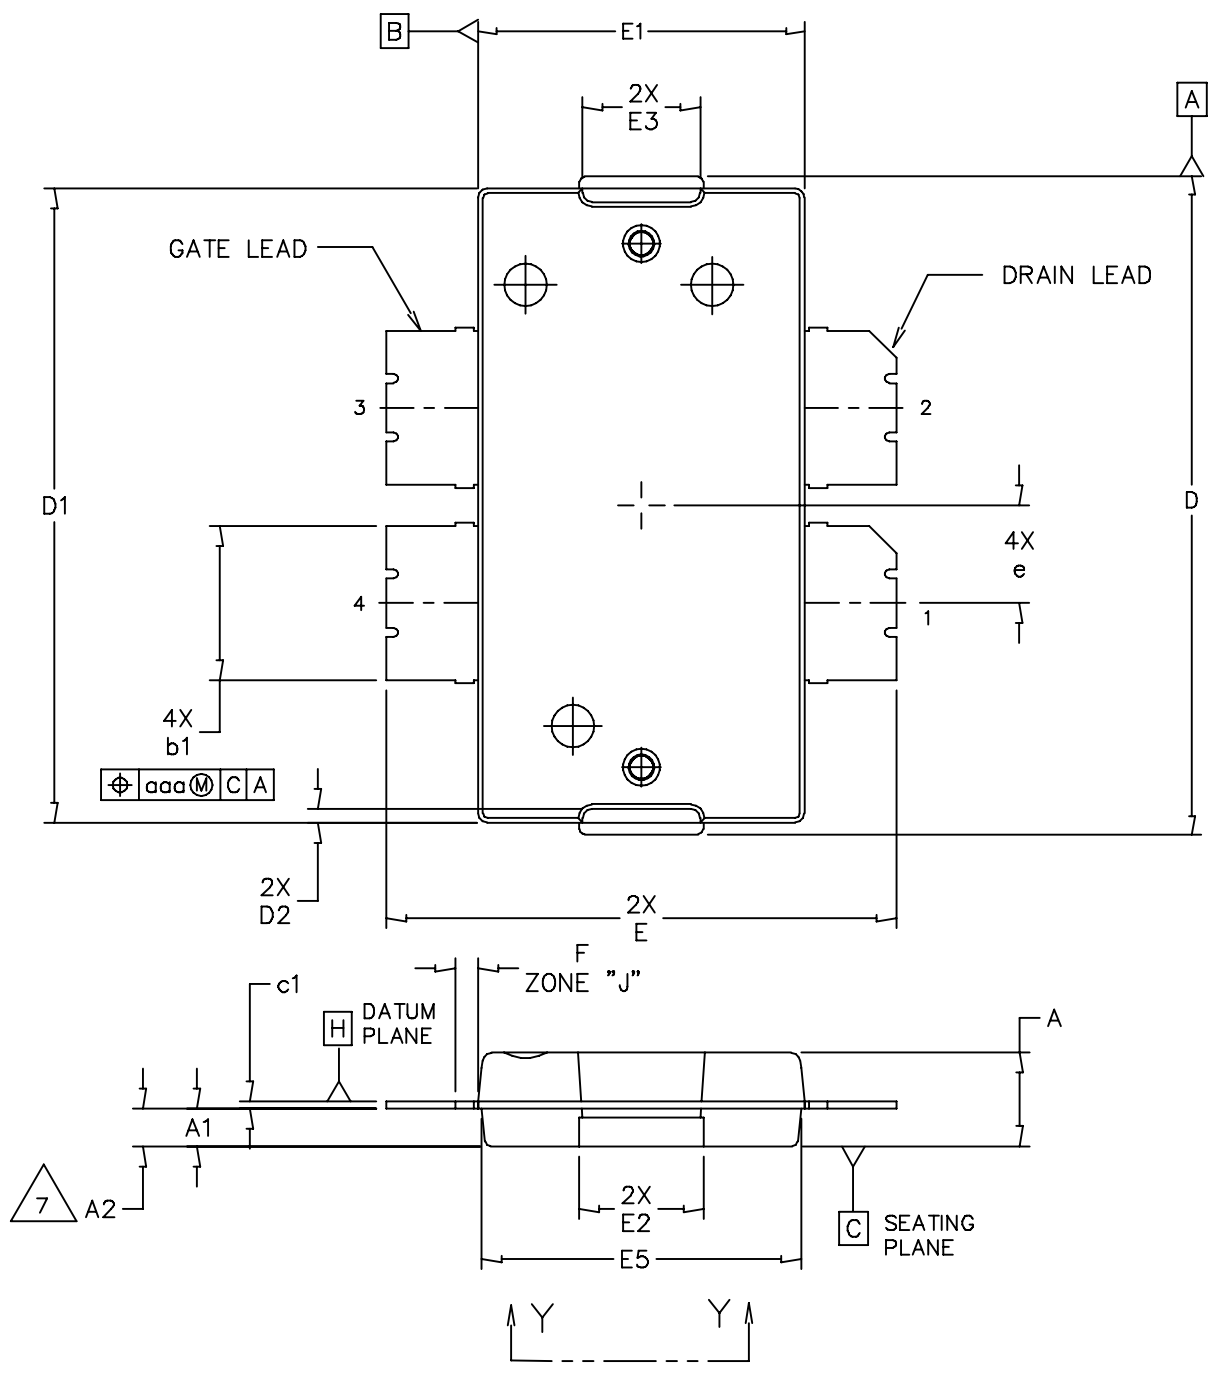 B
E1
2X
E3
A
GATE LEAD
DRAIN LEAD
3
2
D1
D
4X
e
4
1
4X
b1
⌖ aaa Ⓜ C A
2X
D2
2X
E
F
ZONE "J"
c1
H
DATUM
PLANE
A
A1
7
A2
2X
E2
C
SEATING
PLANE
E5
Y
Y